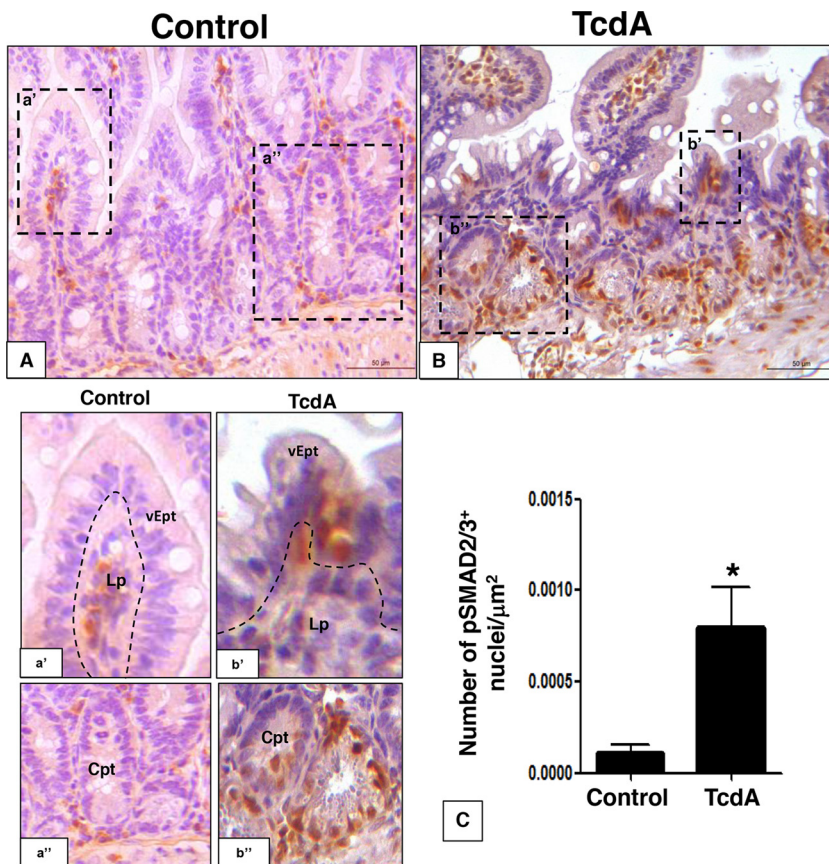 Control
TcdA
a’
a’’
A
50 µm
b’
b’’
B
50 µm
Control
TcdA
vEpt
Lp
a’
vEpt
Lp
b’
Cpt
a’’
Cpt
b’’
0.0015
0.0010
0.0005
0.0000
Number of pSMAD2/3⁺
nuclei/µm²
*
Control
TcdA
C